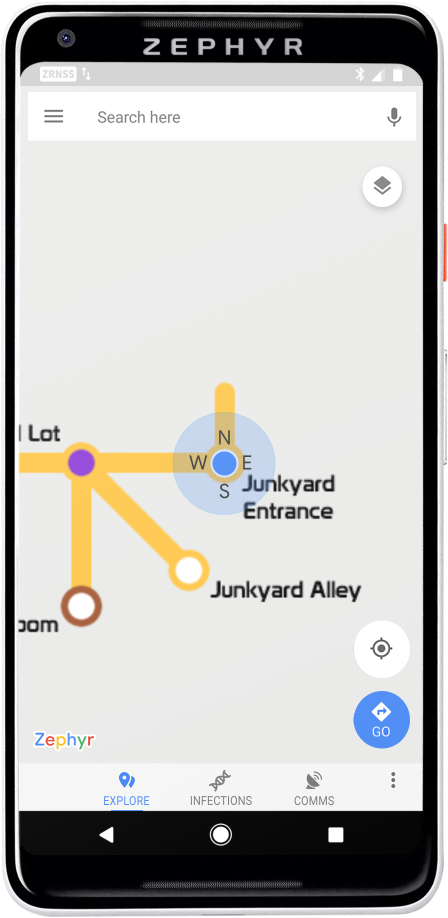 ZEPHYR
ZRNSS
Search here
Lot
N
W E
S
Junkyard
Entrance
Junkyard Alley
oom
GO
Zephyr
EXPLORE INFECTIONS COMMS